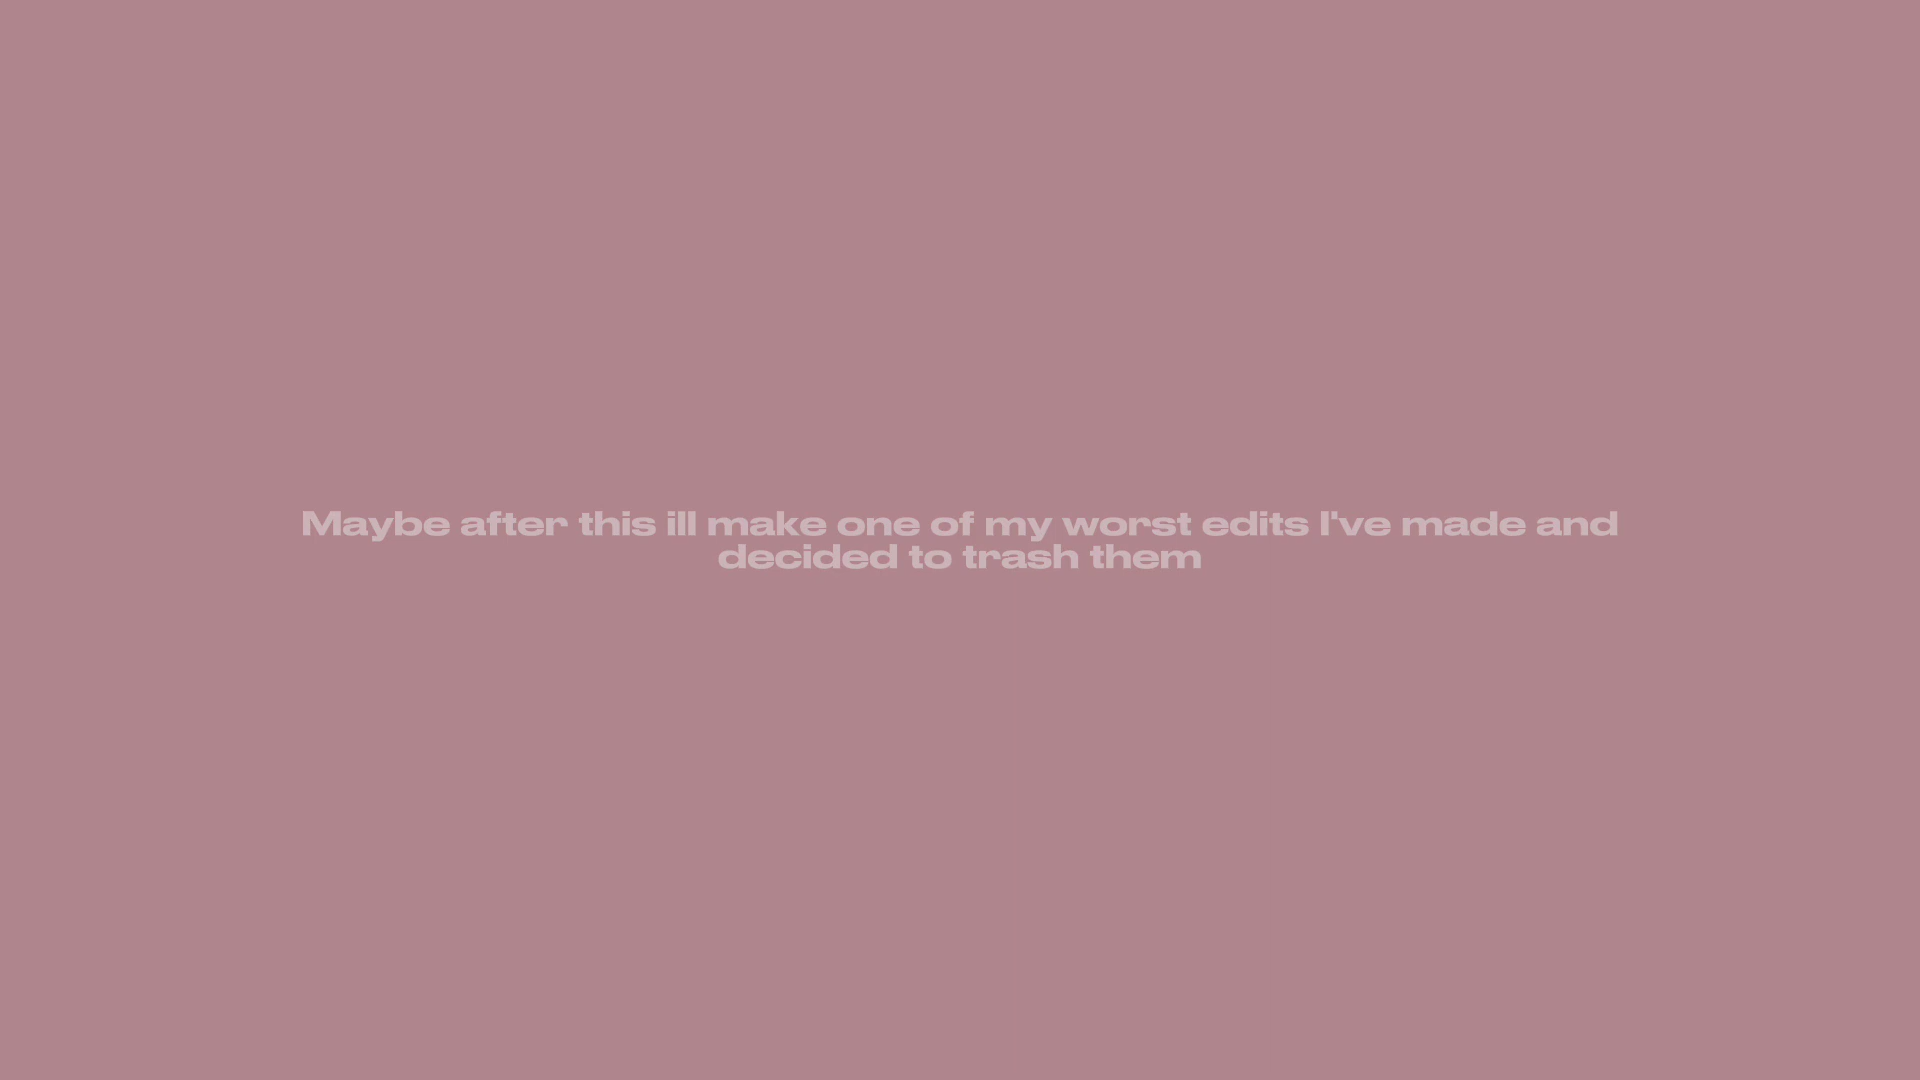 Maybe after this ill make one of my worst edits I've made and
decided to trash them